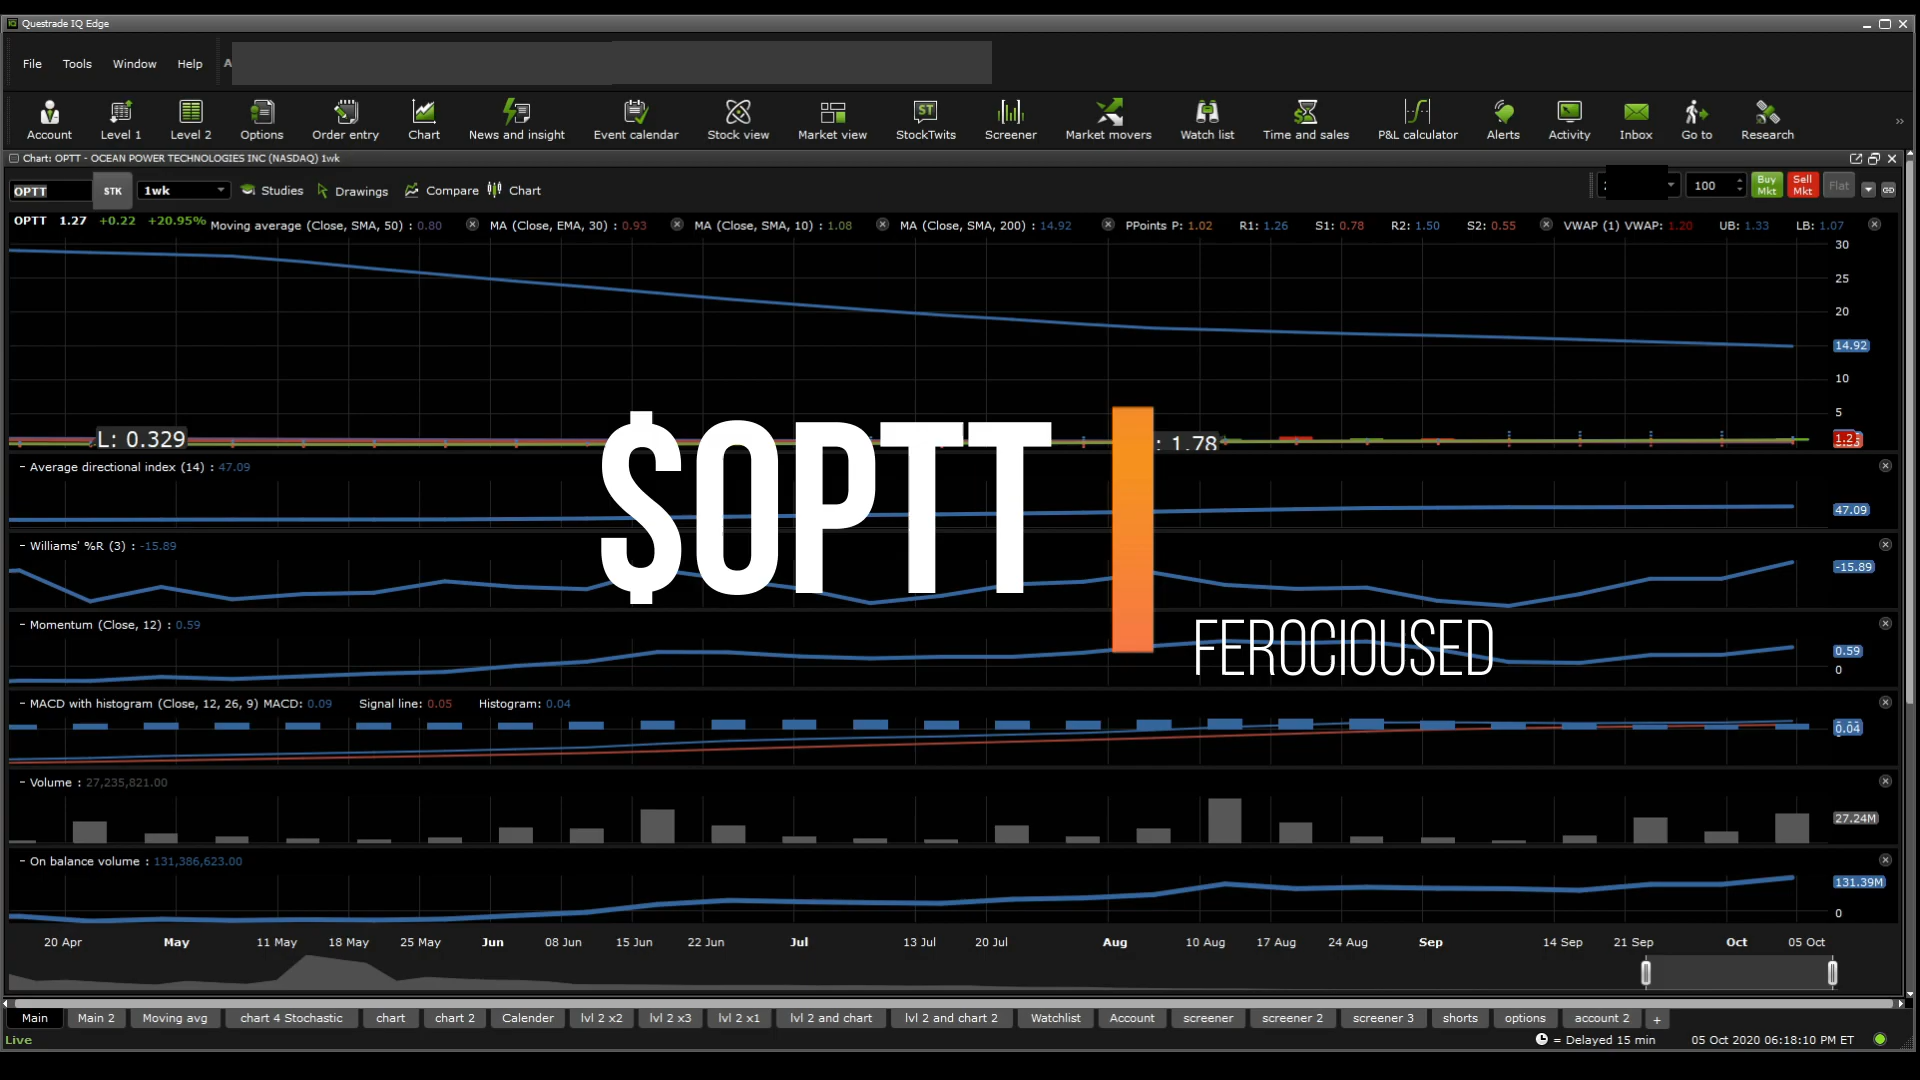 Questrade IQ Edge
File Tools Window Help A
Account Level 1 Level 2 Options Order entry Chart News and insight Event calendar Stock view Market view StockTwits Screener Market movers Watch list Time and sales P&L calculator Alerts Activity Inbox Go to Research »
Chart: OPTT - OCEAN POWER TECHNOLOGIES INC (NASDAQ) 1wk
OPTT STK 1wk Studies Drawings Compare Chart 100 Buy Mkt Sell Mkt Flat
OPTT 1.27 +0.22 +20.95% Moving average (Close, SMA, 50) : 0.80 MA (Close, EMA, 30) : 0.93 MA (Close, SMA, 10) : 1.08 MA (Close, SMA, 200) : 14.92 PPoints P: 1.02 R1: 1.26 S1: 0.78 R2: 1.50 S2: 0.55 VWAP (1) VWAP: 1.20 UB: 1.33 LB: 1.07
30
25
20
14.92
10
5
L: 0.329 : 1.78
$OPTT
FEROCIOUSED
- Average directional index (14) : 47.09
47.09
- Williams' %R (3) : -15.89
-15.89
- Momentum (Close, 12) : 0.59
0.59
0
- MACD with histogram (Close, 12, 26, 9) MACD: 0.09 Signal line: 0.05 Histogram: 0.04
0.04
- Volume : 27,235,821.00
27.24M
- On balance volume : 131,386,623.00
131.39M
0
20 Apr May 11 May 18 May 25 May Jun 08 Jun 15 Jun 22 Jun Jul 13 Jul 20 Jul Aug 10 Aug 17 Aug 24 Aug Sep 14 Sep 21 Sep Oct 05 Oct
Main Main 2 Moving avg chart 4 Stochastic chart chart 2 Calender lvl 2 x2 lvl 2 x3 lvl 2 x1 lvl 2 and chart lvl 2 and chart 2 Watchlist Account screener screener 2 screener 3 shorts options account 2 +
Live = Delayed 15 min 05 Oct 2020 06:18:10 PM ET